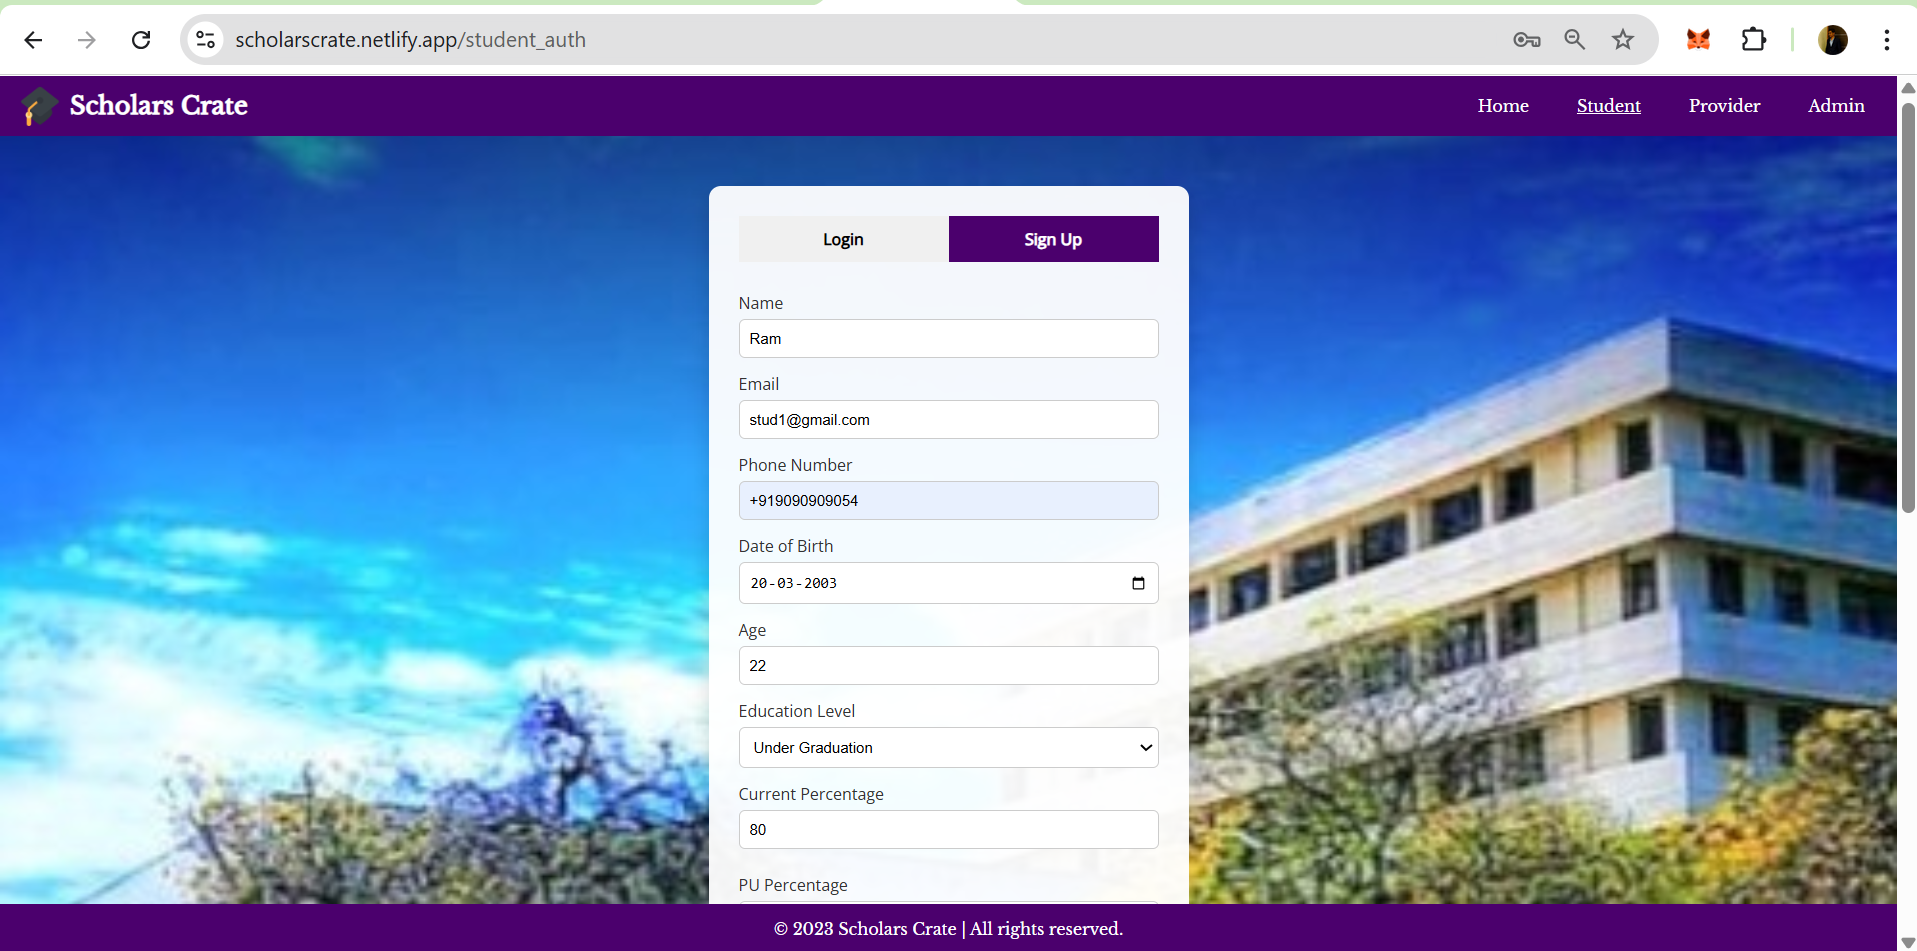 scholarscrate.netlify.app/student_auth
Scholars Crate
Home Student Provider Admin
Login Sign Up
Name
Ram
Email
stud1@gmail.com
Phone Number
+919090909054
Date of Birth
20-03-2003
Age
22
Education Level
Under Graduation
Current Percentage
80
PU Percentage
© 2023 Scholars Crate | All rights reserved.